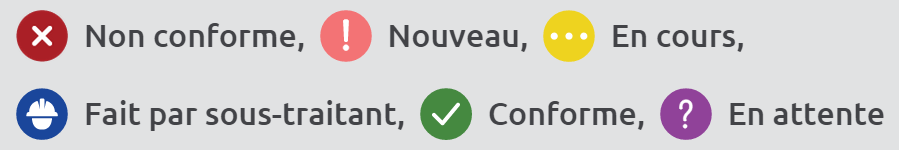 Non conforme, Nouveau, En cours,
Fait par sous-traitant, Conforme, En attente